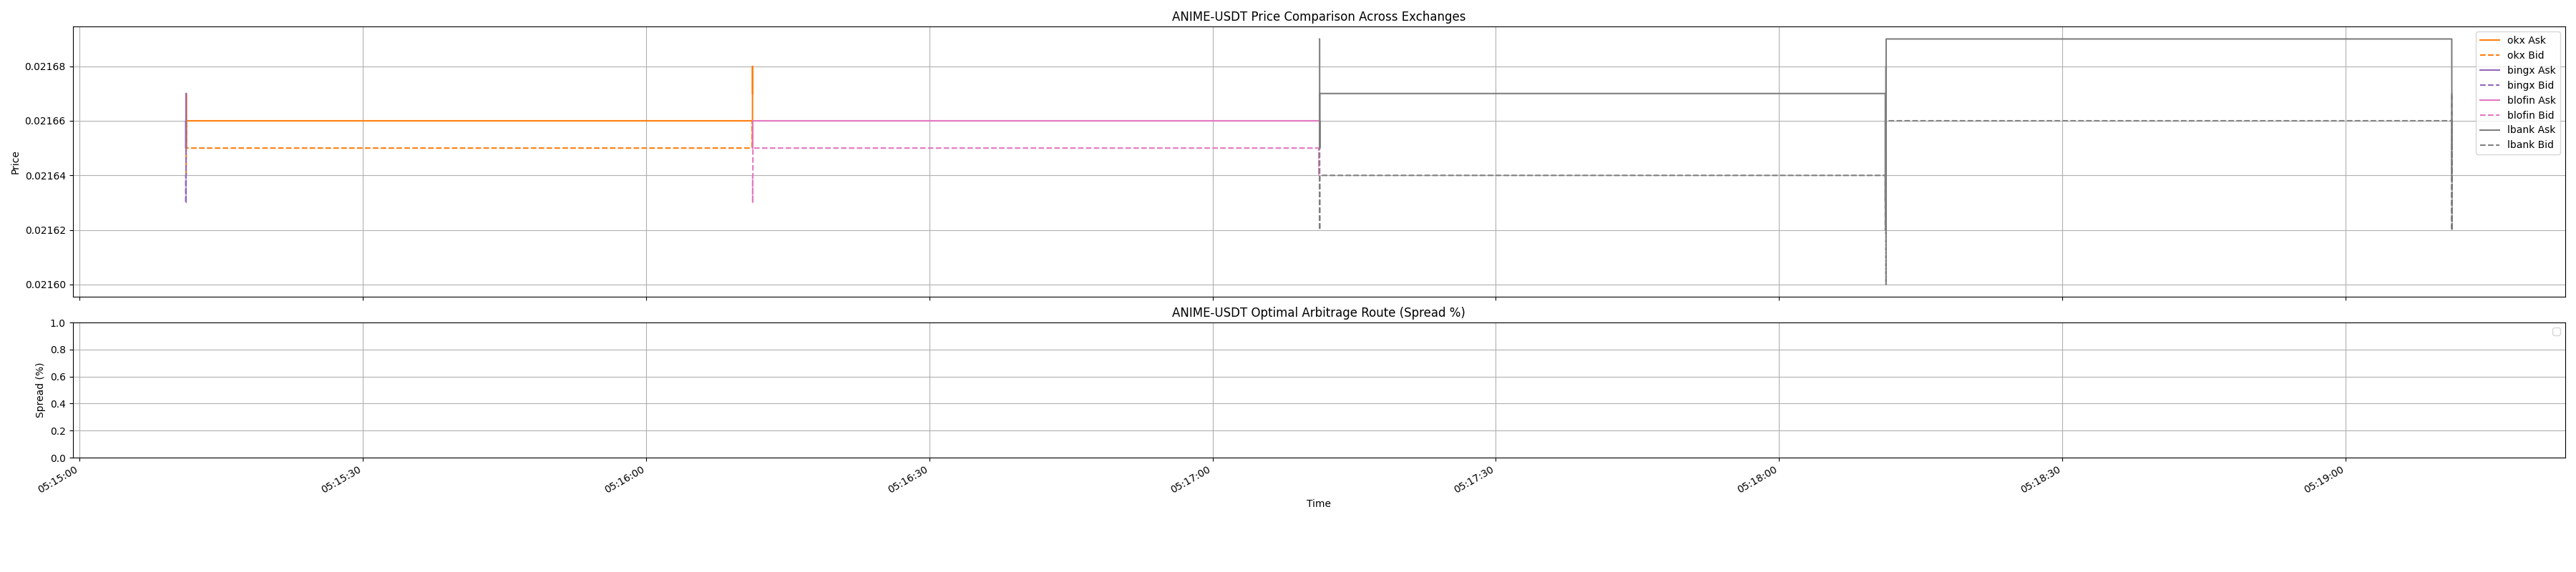 ANIME-USDT Price Comparison Across Exchanges
Price
0.02168
0.02166
0.02164
0.02162
0.02160
okx Ask
okx Bid
bingx Ask
bingx Bid
blofin Ask
blofin Bid
lbank Ask
lbank Bid
ANIME-USDT Optimal Arbitrage Route (Spread %)
Spread (%)
1.0
0.8
0.6
0.4
0.2
0.0
05:15:00
05:15:30
05:16:00
05:16:30
05:17:00
05:17:30
05:18:00
05:18:30
05:19:00
Time